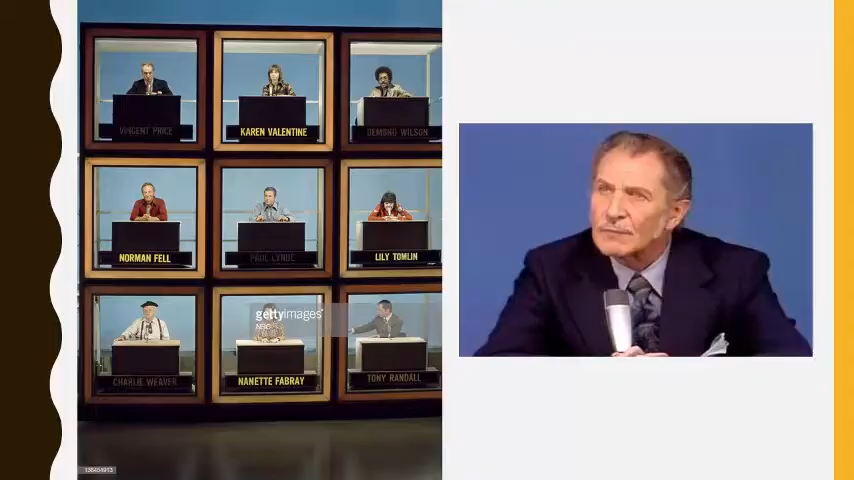 VINCENT PRICE
KAREN VALENTINE
DEMOND WILSON
NORMAN FELL
PAUL LYNDE
LILY TOMLIN
gettyimages
NBC
CHARLIE WEAVER
NANETTE FABRAY
TONY RANDALL
138454913